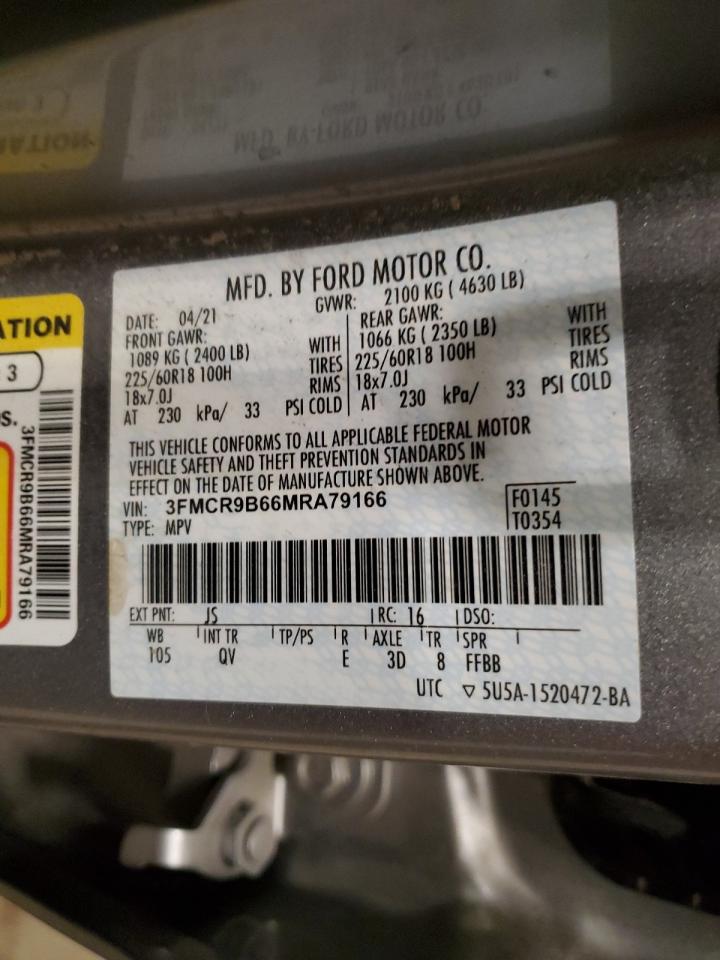 MFD. BY-FORD MOTOR CO.
MFD. BY FORD MOTOR CO.
DATE: 04/21 GVWR: 2100 KG ( 4630 LB)
FRONT GAWR: REAR GAWR:
1089 KG ( 2400 LB) WITH 1066 KG ( 2350 LB) WITH
225/60R18 100H TIRES 225/60R18 100H TIRES
18x7.0J RIMS 18x7.0J RIMS
AT 230 kPa/ 33 PSI COLD AT 230 kPa/ 33 PSI COLD
THIS VEHICLE CONFORMS TO ALL APPLICABLE FEDERAL MOTOR
VEHICLE SAFETY AND THEFT PREVENTION STANDARDS IN
EFFECT ON THE DATE OF MANUFACTURE SHOWN ABOVE.
VIN: 3FMCR9B66MRA79166 F0145
TYPE: MPV T0354
EXT PNT: JS RC: 16 DSO:
WB INT TR TP/PS R AXLE TR SPR
105 QV E 3D 8 FFBB
UTC ▽ 5U5A-1520472-BA
ATION
3
S.
3FMCR9B66MRA79166